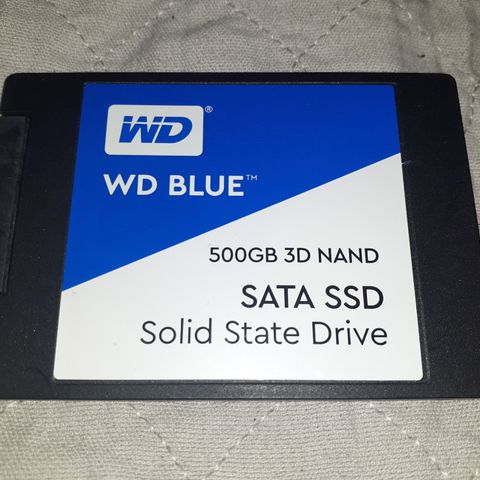 WD®
WD BLUE™
500GB 3D NAND
SATA SSD
Solid State Drive